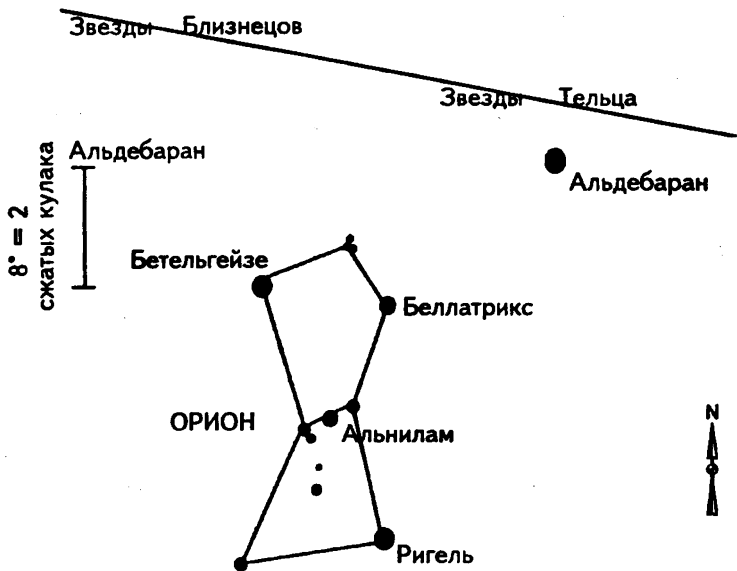 Звезды Близнецов
Звезды Тельца
Альдебаран
Альдебаран
8° = 2
сжатых кулака
Бетельгейзе
Беллатрикс
ОРИОН
Альнилам
N
Ригель